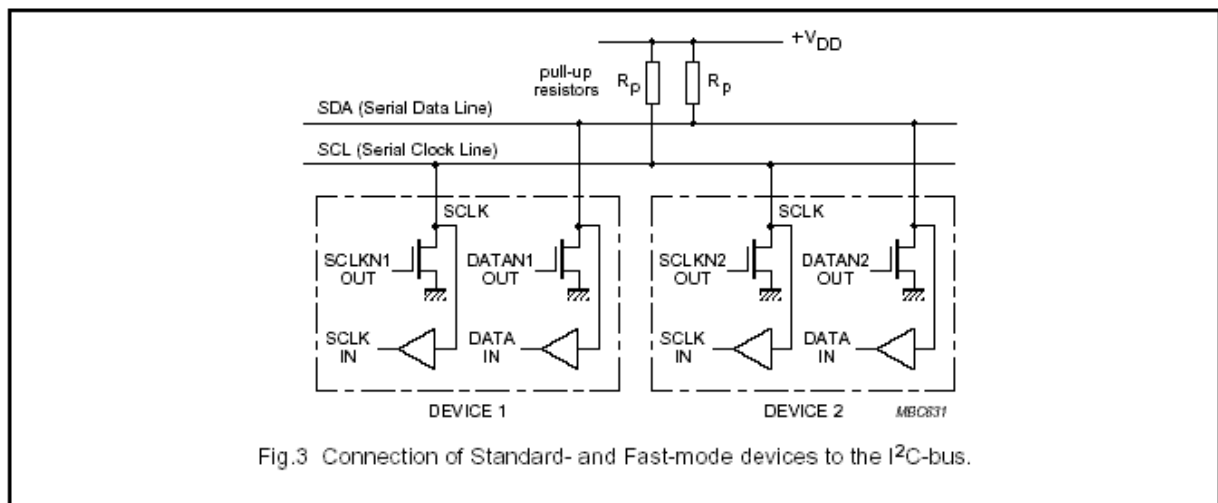 +VDD
pull-up
resistors
Rp
Rp
SDA (Serial Data Line)
SCL (Serial Clock Line)
SCLK
SCLKN1
OUT
DATAN1
OUT
SCLK
IN
DATA
IN
SCLK
SCLKN2
OUT
DATAN2
OUT
SCLK
IN
DATA
IN
DEVICE 1
DEVICE 2
MBC631
Fig.3 Connection of Standard- and Fast-mode devices to the I²C-bus.